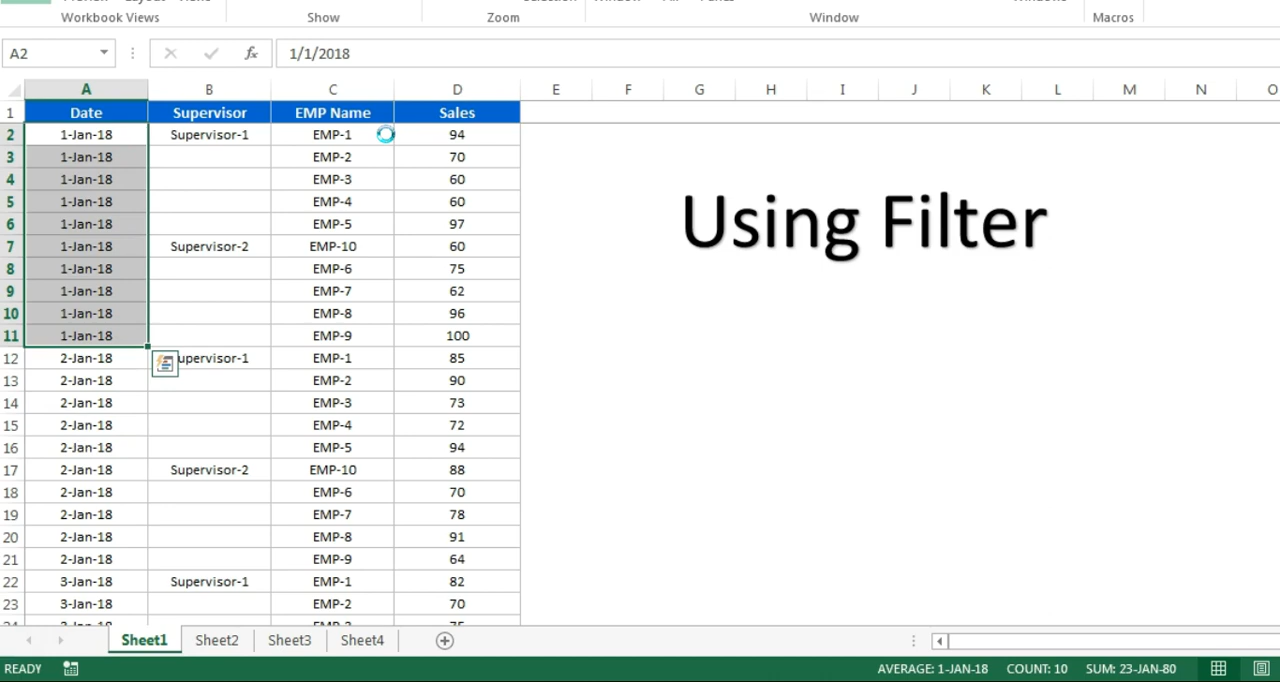 Workbook Views Show Zoom Window Macros
A2 fx 1/1/2018
A B C D E F G H I J K L M N O
1 Date Supervisor EMP Name Sales
2 1-Jan-18 Supervisor-1 EMP-1 94
3 1-Jan-18 EMP-2 70
4 1-Jan-18 EMP-3 60
5 1-Jan-18 EMP-4 60
6 1-Jan-18 EMP-5 97
7 1-Jan-18 Supervisor-2 EMP-10 60
8 1-Jan-18 EMP-6 75
9 1-Jan-18 EMP-7 62
10 1-Jan-18 EMP-8 96
11 1-Jan-18 EMP-9 100
12 2-Jan-18 upervisor-1 EMP-1 85
13 2-Jan-18 EMP-2 90
14 2-Jan-18 EMP-3 73
15 2-Jan-18 EMP-4 72
16 2-Jan-18 EMP-5 94
17 2-Jan-18 Supervisor-2 EMP-10 88
18 2-Jan-18 EMP-6 70
19 2-Jan-18 EMP-7 78
20 2-Jan-18 EMP-8 91
21 2-Jan-18 EMP-9 64
22 3-Jan-18 Supervisor-1 EMP-1 82
23 3-Jan-18 EMP-2 70
Using Filter
Sheet1 Sheet2 Sheet3 Sheet4
READY AVERAGE: 1-JAN-18 COUNT: 10 SUM: 23-JAN-80